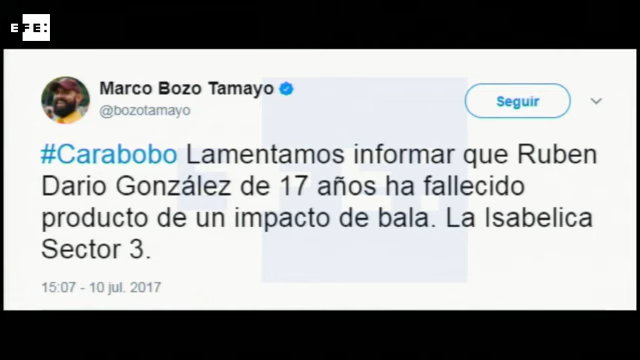 EFE:
Marco Bozo Tamayo
@bozotamayo
Seguir
#Carabobo Lamentamos informar que Ruben
Dario González de 17 años ha fallecido
producto de un impacto de bala. La Isabelica
Sector 3.
15:07 - 10 jul. 2017